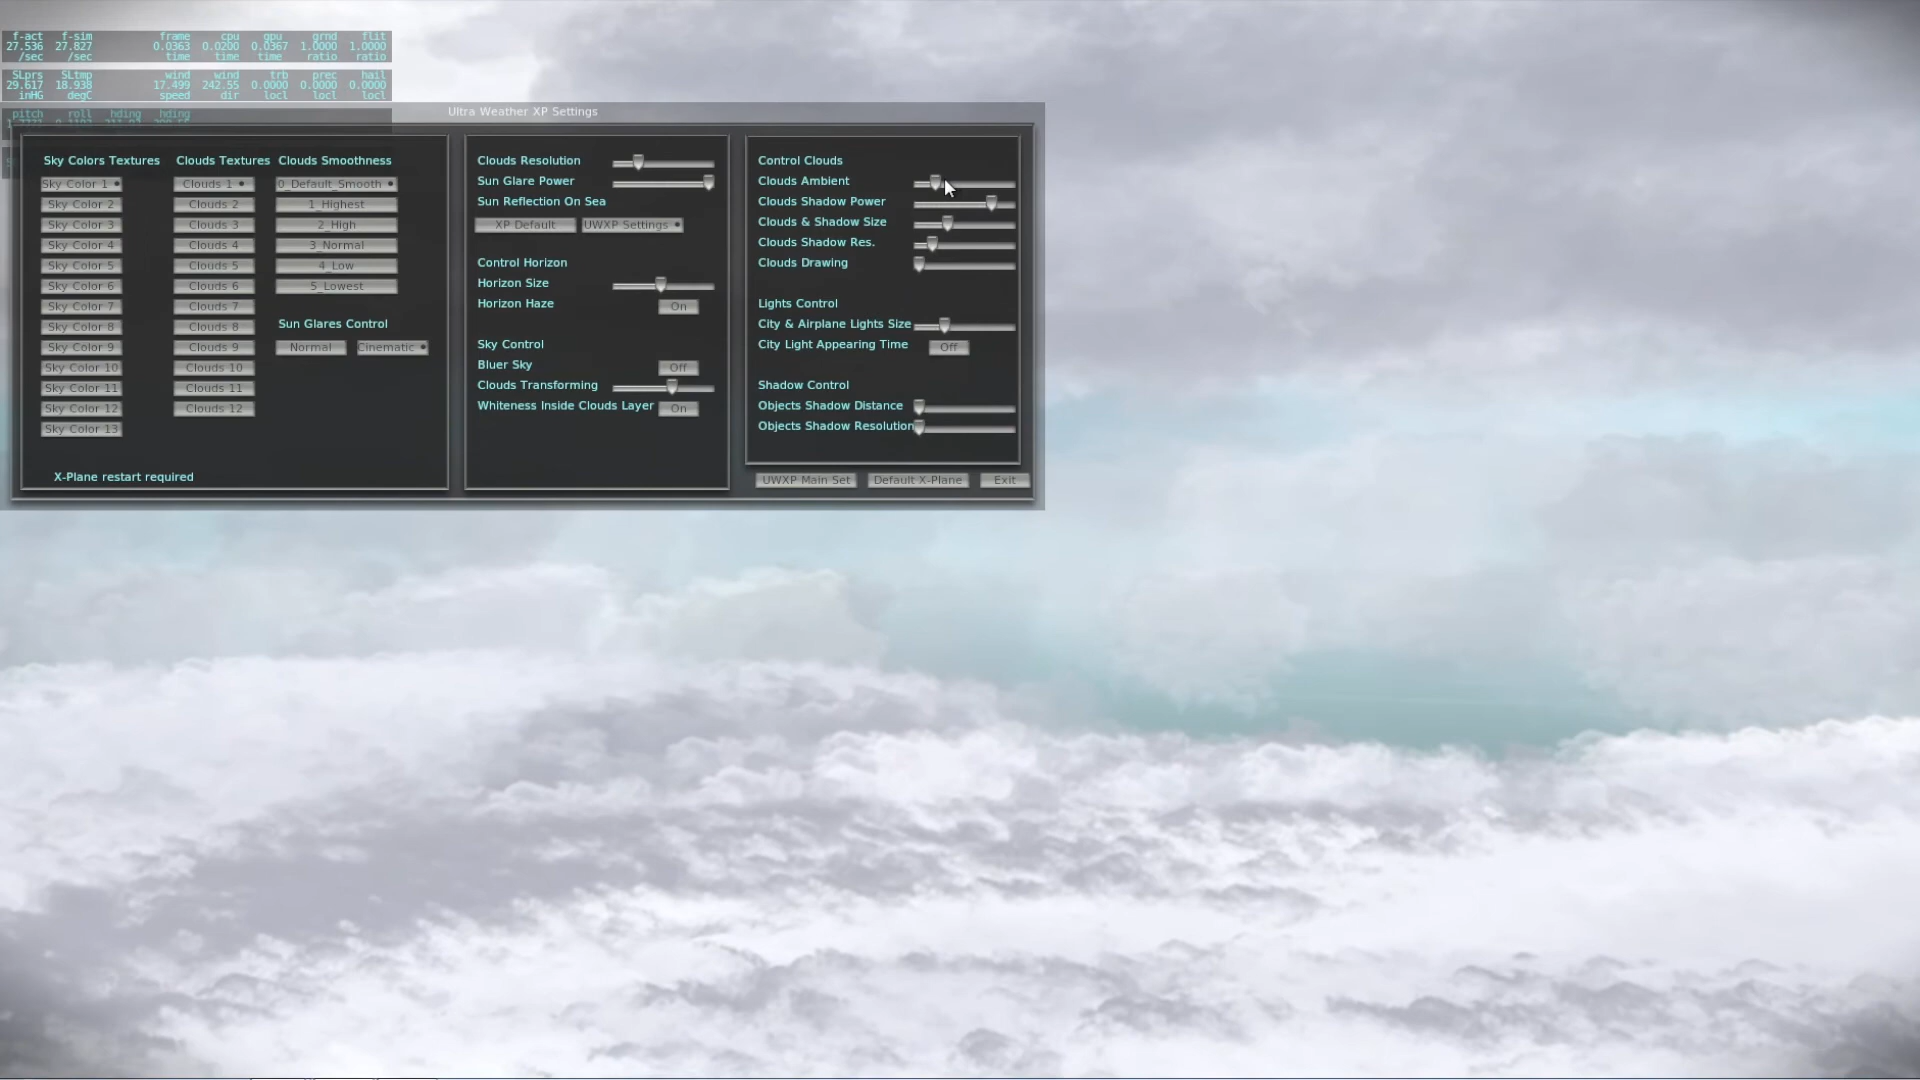 f-act f-sim frame cpu gpu grnd flit
27.536 27.827 0.0363 0.0200 0.0367 1.0000 1.0000
/sec /sec time time time ratio ratio
SLprs SLtmp wind wind trb prec hail
29.617 18.938 17.499 242.55 0.0000 0.0000 0.0000
inHG degC speed dir locl locl locl
pitch roll hding hding
Ultra Weather XP Settings
Sky Colors Textures
Sky Color 1
Sky Color 2
Sky Color 3
Sky Color 4
Sky Color 5
Sky Color 6
Sky Color 7
Sky Color 8
Sky Color 9
Sky Color 10
Sky Color 11
Sky Color 12
Sky Color 13
Clouds Textures
Clouds 1
Clouds 2
Clouds 3
Clouds 4
Clouds 5
Clouds 6
Clouds 7
Clouds 8
Clouds 9
Clouds 10
Clouds 11
Clouds 12
Clouds Smoothness
0_Default_Smooth
1_Highest
2_High
3_Normal
4_Low
5_Lowest
Sun Glares Control
Normal Cinematic
X-Plane restart required
Clouds Resolution
Sun Glare Power
Sun Reflection On Sea
XP Default UWXP Settings
Control Horizon
Horizon Size
Horizon Haze On
Sky Control
Bluer Sky Off
Clouds Transforming
Whiteness Inside Clouds Layer On
Control Clouds
Clouds Ambient
Clouds Shadow Power
Clouds & Shadow Size
Clouds Shadow Res.
Clouds Drawing
Lights Control
City & Airplane Lights Size
City Light Appearing Time Off
Shadow Control
Objects Shadow Distance
Objects Shadow Resolution
UWXP Main Set Default X-Plane Exit